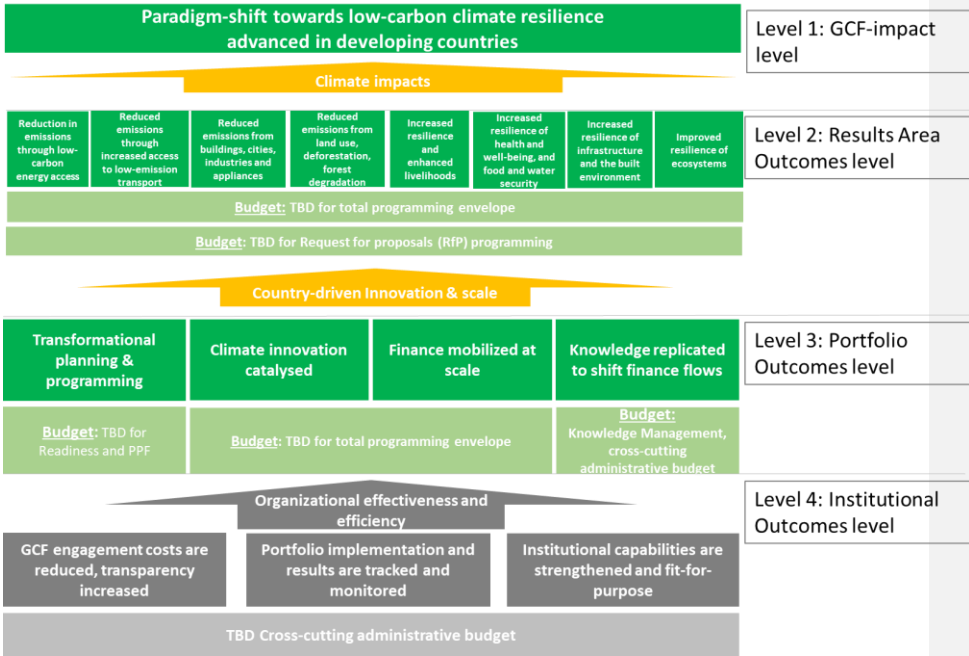 Paradigm-shift towards low-carbon climate resilience
advanced in developing countries
Level 1: GCF-impact
level
Climate impacts
Reduction in
emissions
through low-
carbon
energy access
Reduced
emissions
through
increased access
to low-emission
transport
Reduced
emissions from
buildings, cities,
industries and
appliances
Reduced
emissions from
land use,
deforestation,
forest
degradation
Increased
resilience
and
enhanced
livelihoods
Increased
resilience of
health and
well-being, and
food and water
security
Increased
resilience of
infrastructure
and the built
environment
Improved
resilience of
ecosystems
Level 2: Results Area
Outcomes level
Budget: TBD for total programming envelope
Budget: TBD for Request for proposals (RfP) programming
Country-driven Innovation & scale
Transformational
planning &
programming
Climate innovation
catalysed
Finance mobilized at
scale
Knowledge replicated
to shift finance flows
Level 3: Portfolio
Outcomes level
Budget: TBD for
Readiness and PPF
Budget: TBD for total programming envelope
Budget:
Knowledge Management,
cross-cutting
administrative budget
Organizational effectiveness and
efficiency
Level 4: Institutional
Outcomes level
GCF engagement costs are
reduced, transparency
increased
Portfolio implementation and
results are tracked and
monitored
Institutional capabilities are
strengthened and fit-for-
purpose
TBD Cross-cutting administrative budget